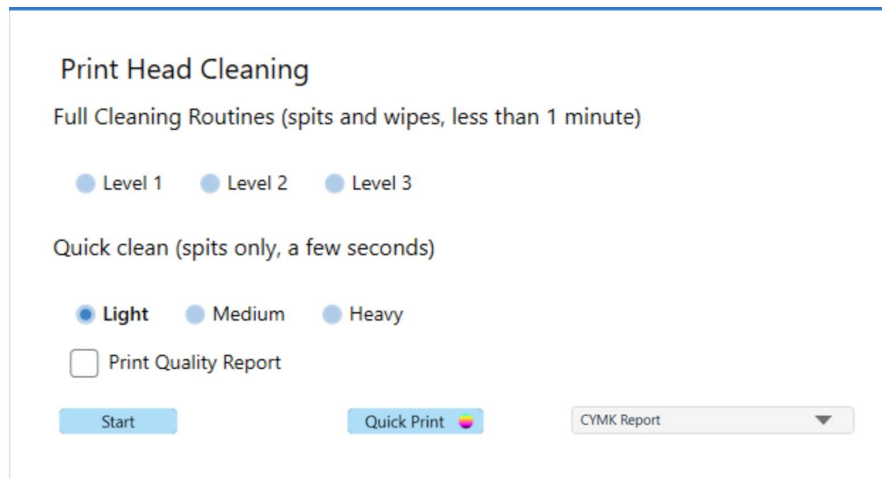 Print Head Cleaning
Full Cleaning Routines (spits and wipes, less than 1 minute)
Level 1 Level 2 Level 3
Quick clean (spits only, a few seconds)
Light Medium Heavy
Print Quality Report
Start Quick Print CYMK Report